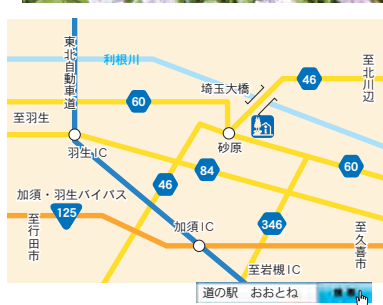 東北自動車道
利根川
埼玉大橋
46
至北川辺
60
至羽生
羽生IC
砂原
84
60
46
加須・羽生バイパス
125
加須IC
346
至行田市
至久喜市
至岩槻IC
道の駅 おおとね
検索